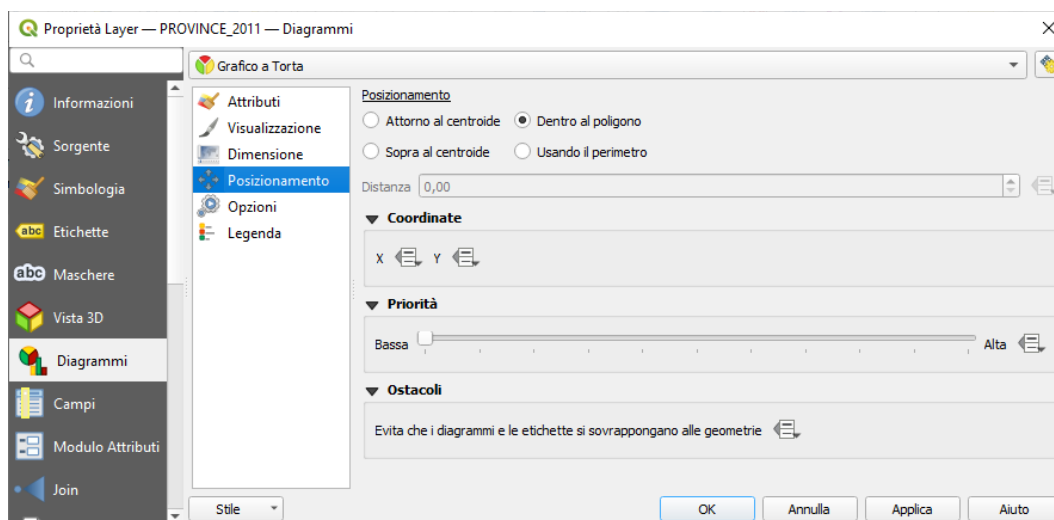 Proprietà Layer — PROVINCE_2011 — Diagrammi
Informazioni
Sorgente
Simbologia
abc Etichette
abc Maschere
Vista 3D
Diagrammi
Campi
Modulo Attributi
Join
Grafico a Torta
Attributi
Visualizzazione
Dimensione
Posizionamento
Opzioni
Legenda
Posizionamento
Attorno al centroide Dentro al poligono
Sopra al centroide Usando il perimetro
Distanza 0,00
Coordinate
X Y
Priorità
Bassa Alta
Ostacoli
Evita che i diagrammi e le etichette si sovrappongano alle geometrie
Stile OK Annulla Applica Aiuto